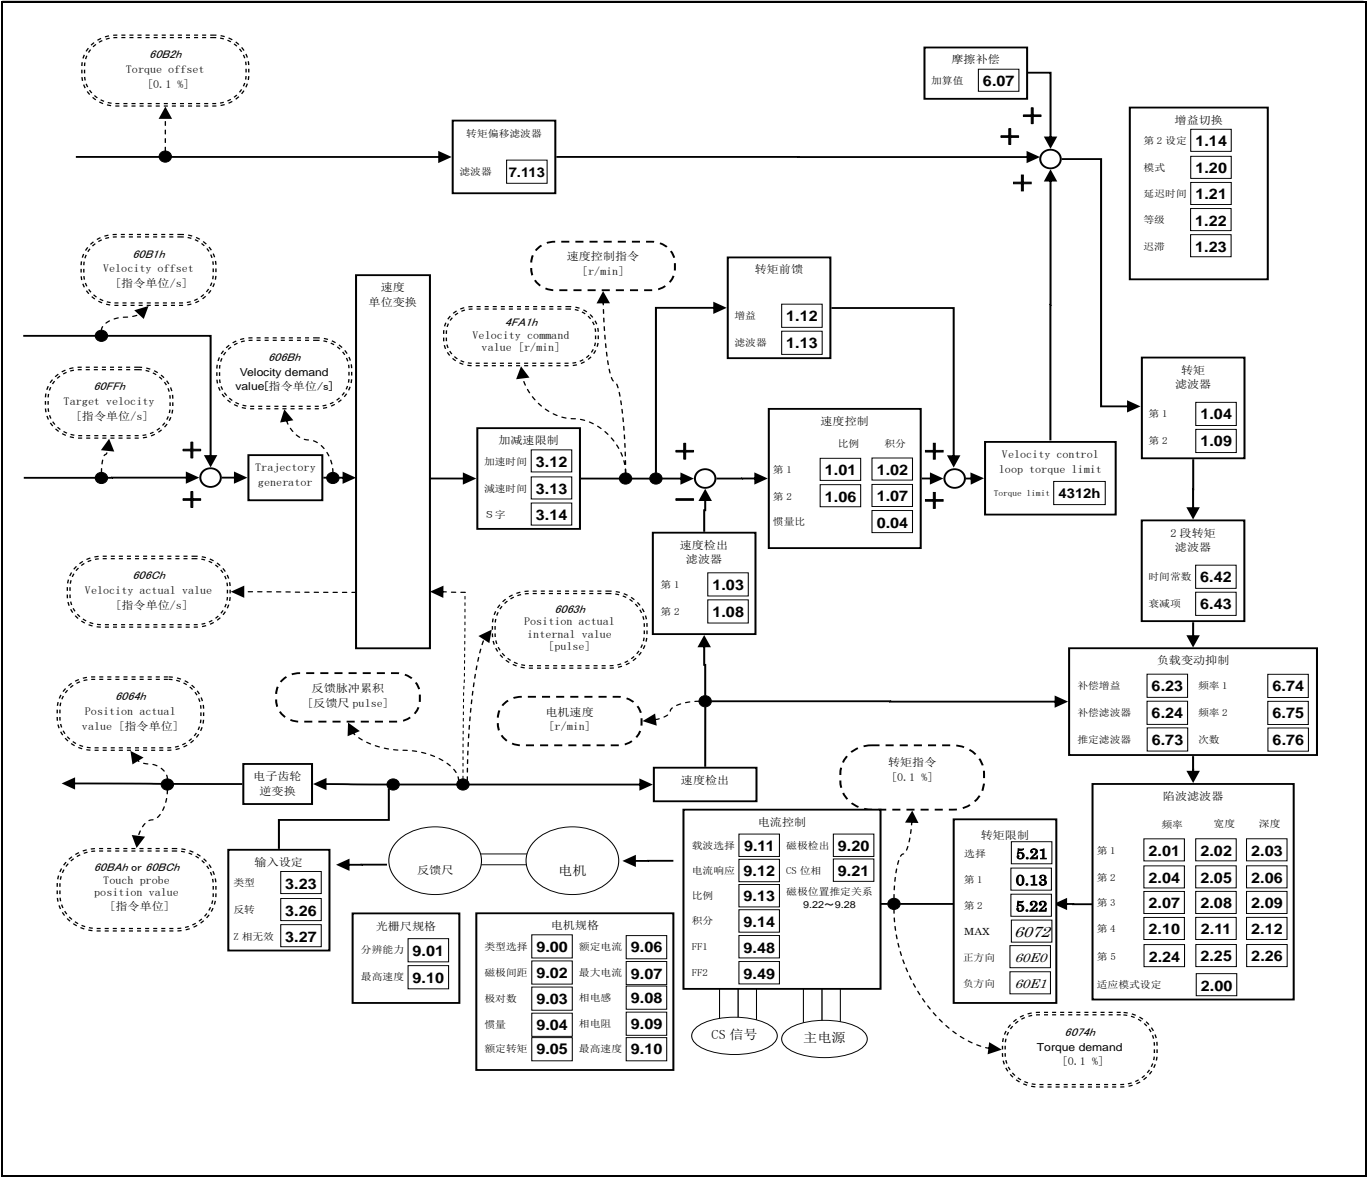 60B2h
Torque offset
[0.1 %]
摩擦补偿
加算值 6.07
转矩偏移滤波器
滤波器 7.113
+
+
+
增益切换
第2设定 1.14
模式 1.20
延迟时间 1.21
等级 1.22
迟滞 1.23
60B1h
Velocity offset
[指令单位/s]
速度
单位变换
速度控制指令
[r/min]
转矩前馈
增益 1.12
滤波器 1.13
4FA1h
Velocity command
value [r/min]
606Bh
Velocity demand
value[指令单位/s]
60FFh
Target velocity
[指令单位/s]
+
+
Trajectory
generator
加减速限制
加速时间 3.12
减速时间 3.13
S字 3.14
+
−
速度控制
比例 积分
第1 1.01 1.02
第2 1.06 1.07
惯量比 0.04
+
+
Velocity control
loop torque limit
Torque limit 4312h
转矩
滤波器
第1 1.04
第2 1.09
2段转矩
滤波器
时间常数 6.42
衰减项 6.43
速度检出
滤波器
第1 1.03
第2 1.08
606Ch
Velocity actual value
[指令单位/s]
6063h
Position actual
internal value
[pulse]
负载变动抑制
补偿增益 6.23 频率1 6.74
补偿滤波器 6.24 频率2 6.75
推定滤波器 6.73 次数 6.76
6064h
Position actual
value [指令单位]
反馈脉冲累积
[反馈尺 pulse]
电机速度
[r/min]
转矩指令
[0.1 %]
电子齿轮
逆变换
速度检出
陷波滤波器
频率 宽度 深度
第1 2.01 2.02 2.03
第2 2.04 2.05 2.06
第3 2.07 2.08 2.09
第4 2.10 2.11 2.12
第5 2.24 2.25 2.26
适应模式设定 2.00
转矩限制
选择 5.21
第1 0.13
第2 5.22
MAX 6072
正方向 60E0
负方向 60E1
电流控制
载波选择 9.11 磁极检出 9.20
电流响应 9.12 CS位相 9.21
比例 9.13 磁极位置推定关系
9.22～9.28
积分 9.14
FF1 9.48
FF2 9.49
60BAh or 60BCh
Touch probe
position value
[指令单位]
输入设定
类型 3.23
反转 3.26
Z相无效 3.27
反馈尺
电机
光栅尺规格
分辨能力 9.01
最高速度 9.10
电机规格
类型选择 9.00 额定电流 9.06
磁极间距 9.02 最大电流 9.07
极对数 9.03 相电感 9.08
惯量 9.04 相电阻 9.09
额定转矩 9.05 最高速度 9.10
CS 信号
主电源
6074h
Torque demand
[0.1 %]